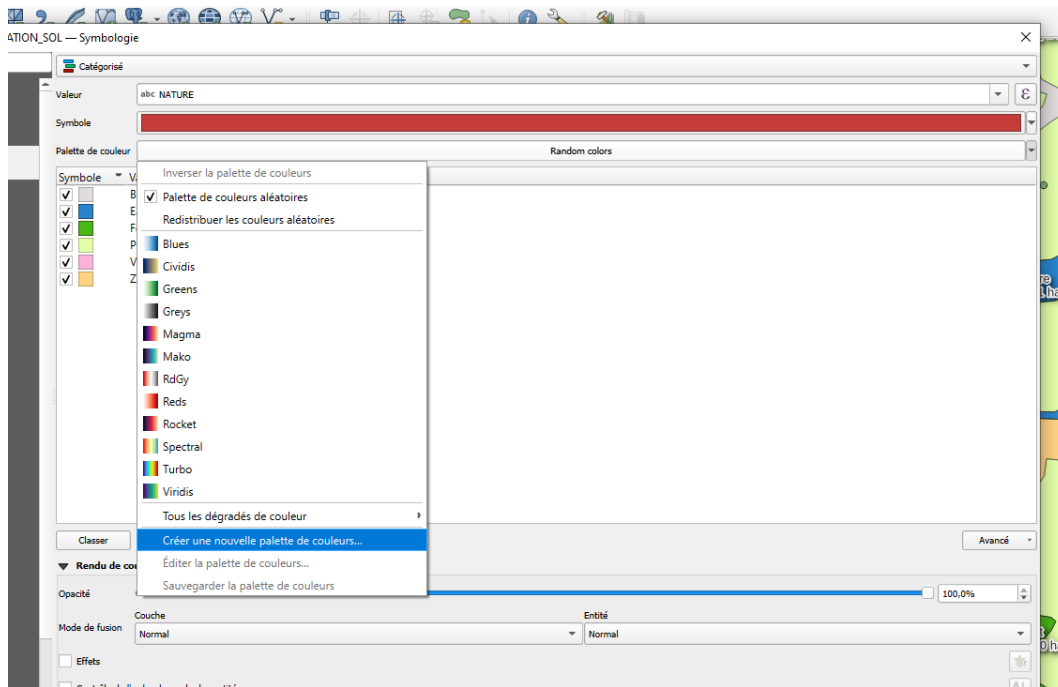 ATION_SOL — Symbologie
Catégorisé
Valeur
abc NATURE
ε
Symbole
Palette de couleur
Random colors
Symbole
Inverser la palette de couleurs
Palette de couleurs aléatoires
Redistribuer les couleurs aléatoires
Blues
Cividis
Greens
Greys
Magma
Mako
RdGy
Reds
Rocket
Spectral
Turbo
Viridis
Tous les dégradés de couleur
Classer
Créer une nouvelle palette de couleurs...
Avancé
Rendu de cou
Éditer la palette de couleurs...
Sauvegarder la palette de couleurs
Opacité
100,0%
Couche
Entité
Mode de fusion
Normal
Normal
Effets